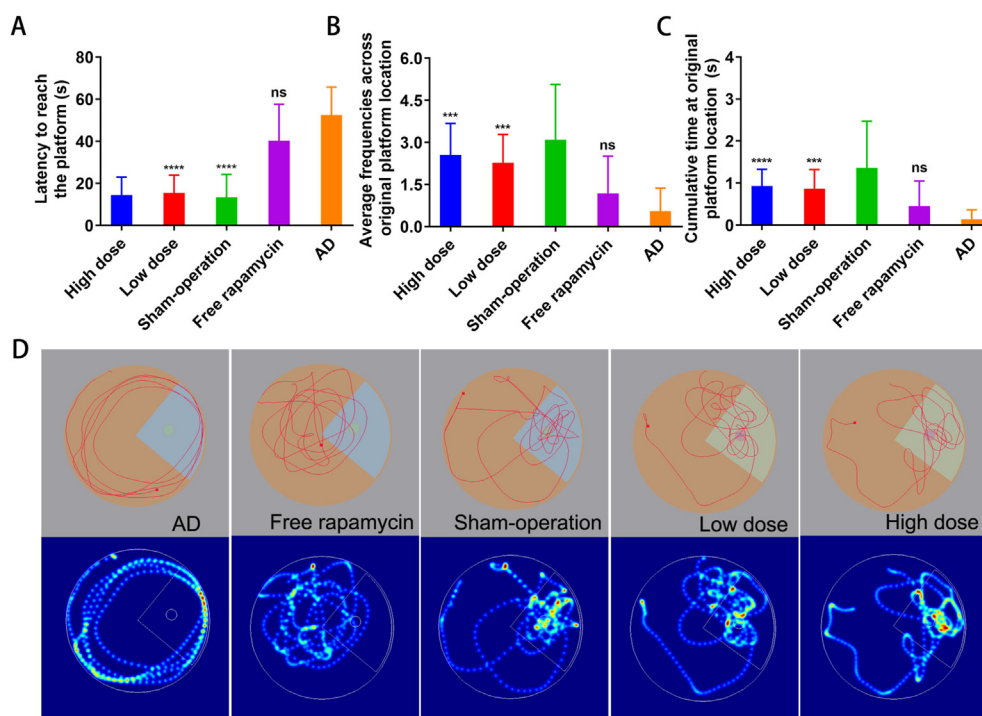 A
Latency to reach
the platform (s)
80
60
40
20
0
****
****
ns
High dose
Low dose
Sham-operation
Free rapamycin
AD
B
Average frequencies across
original platform location
6.0
4.5
3.0
1.5
0.0
***
***
ns
High dose
Low dose
Sham-operation
Free rapamycin
AD
C
Cumulative time at original
platform location (s)
4
3
2
1
0
****
***
ns
High dose
Low dose
Sham-operation
Free rapamycin
AD
D
AD
Free rapamycin
Sham-operation
Low dose
High dose